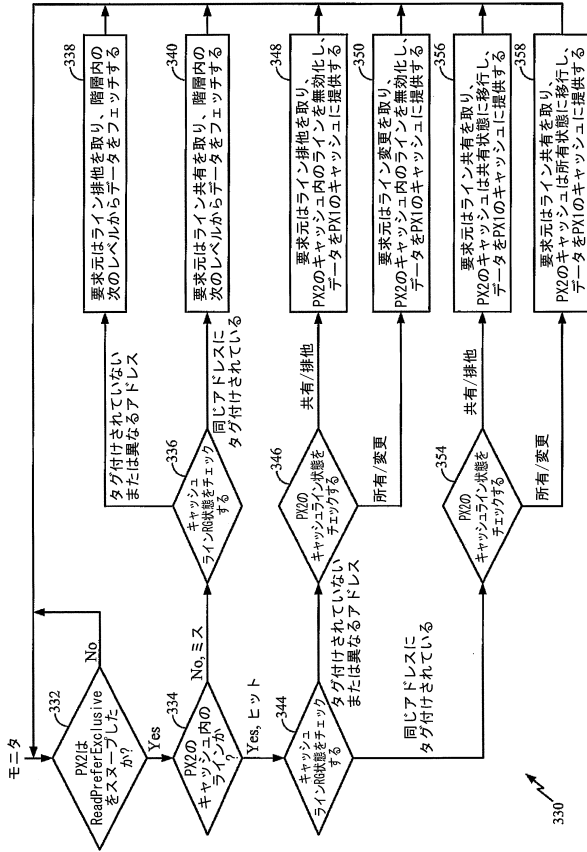 モニタ
332
PX2は
ReadPreferExclusive
をスヌープした
か?
No
Yes
334
PX2の
キャッシュ内の
ラインか
?
No,ミス
Yes,ヒット
336
キャッシュ
ラインRG状態をチェック
する
タグ付けされていない
または異なるアドレス
同じアドレスに
タグ付けされている
338
要求元はライン排他を取り、階層内の
次のレベルからデータをフェッチする
340
要求元はライン共有を取り、階層内の
次のレベルからデータをフェッチする
344
キャッシュ
ラインRG状態をチェック
する
タグ付けされていない
または異なるアドレス
同じアドレスに
タグ付けされている
346
PX2の
キャッシュライン状態を
チェックする
共有/排他
所有/変更
348
要求元はライン排他を取り、
PX2のキャッシュ内のラインを無効化し、
データをPX1のキャッシュに提供する
350
要求元はライン変更を取り、
PX2のキャッシュ内のラインを無効化し、
データをPX1のキャッシュに提供する
354
PX2の
キャッシュライン状態を
チェックする
共有/排他
所有/変更
356
要求元はライン共有を取り、
PX2のキャッシュは共有状態に移行し、
データをPX1のキャッシュに提供する
358
要求元はライン共有を取り、
PX2のキャッシュは所有状態に移行し、
データをPX1のキャッシュに提供する
330